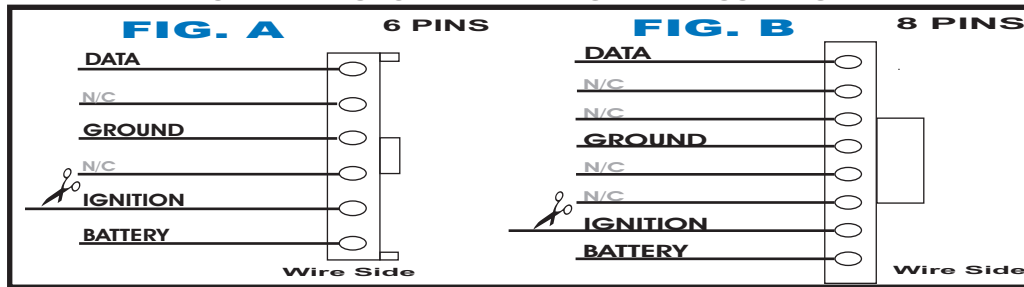 FIG. A
6 PINS
DATA
N/C
GROUND
N/C
IGNITION
BATTERY
Wire Side
FIG. B
8 PINS
DATA
N/C
N/C
GROUND
N/C
N/C
IGNITION
BATTERY
Wire Side